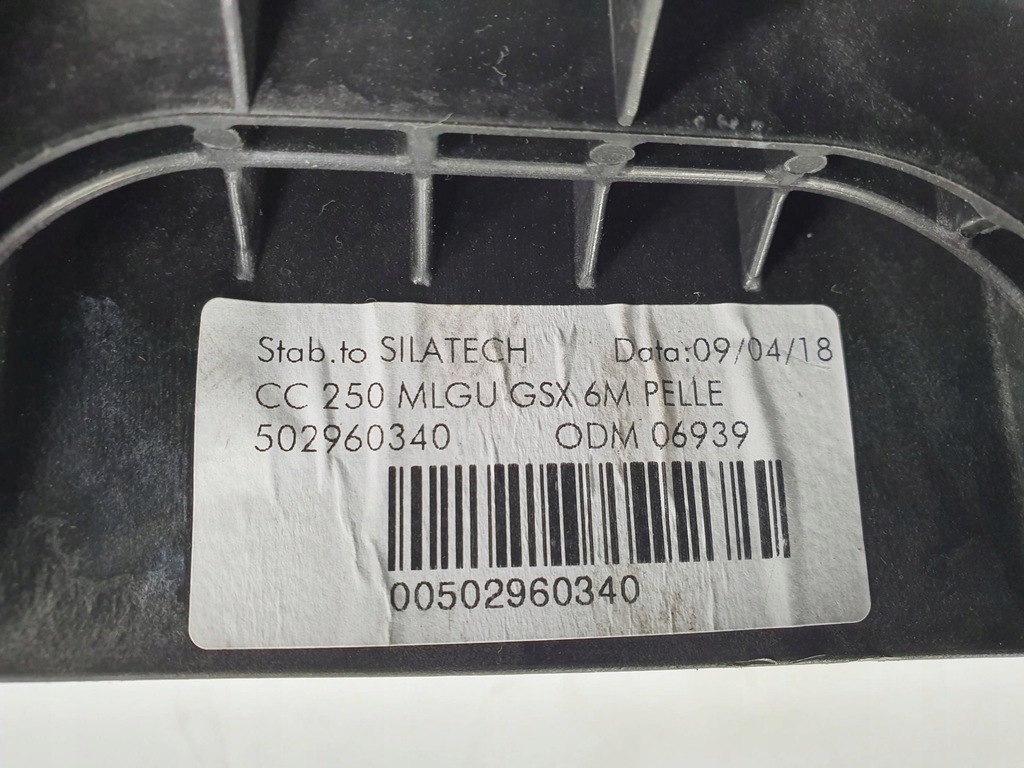 Stab.to SILATECH Data:09/04/18
CC 250 MLGU GSX 6M PELLE
502960340 ODM 06939
00502960340